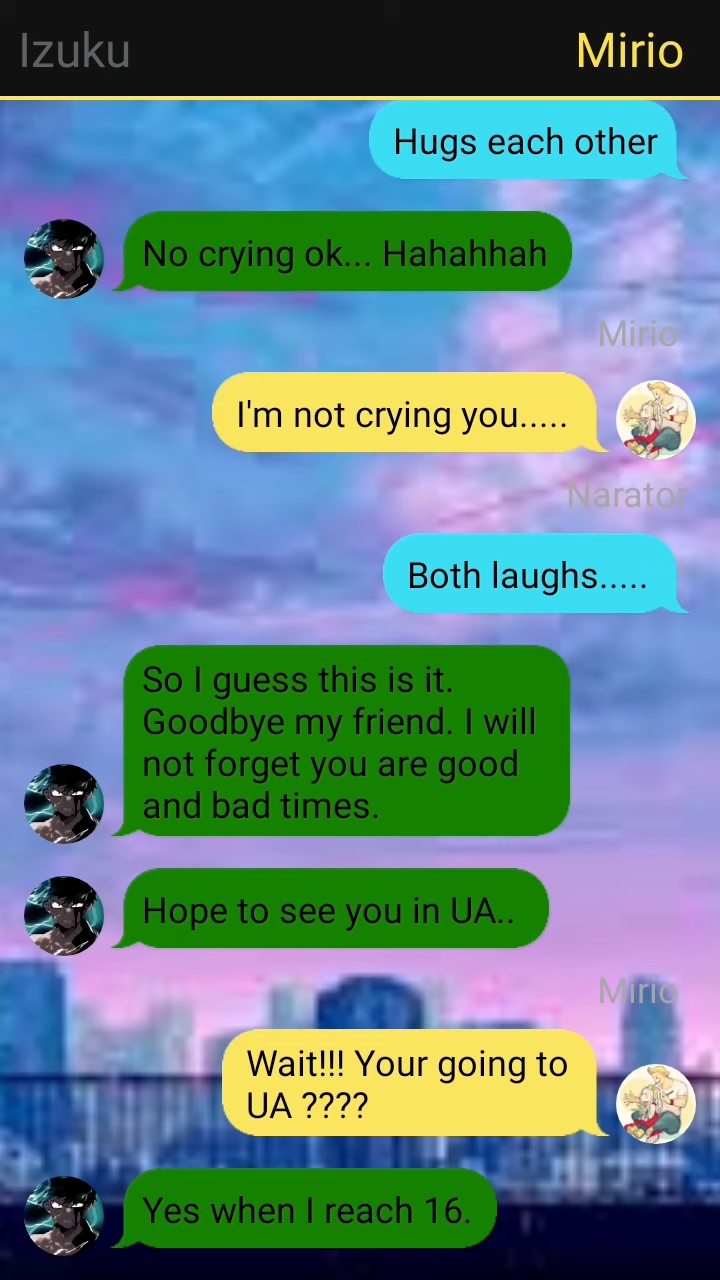 Izuku
Mirio
Hugs each other
No crying ok... Hahahhah
Mirio
I'm not crying you.....
Narator
Both laughs.....
So I guess this is it.
Goodbye my friend. I will
not forget you are good
and bad times.
Hope to see you in UA..
Mirio
Wait!!! Your going to
UA ????
Yes when I reach 16.